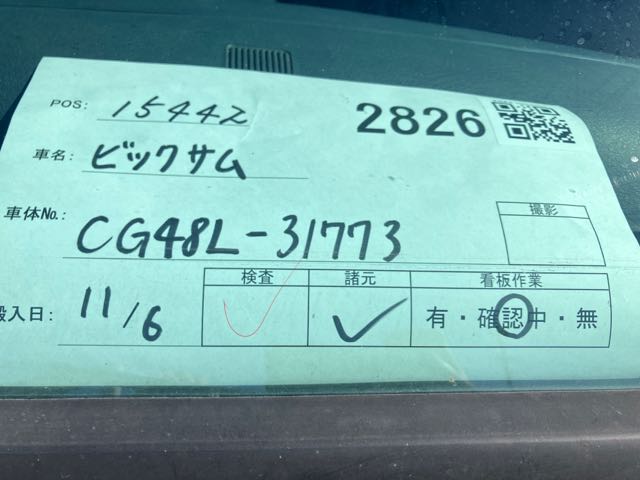 POS: 15442 2826
車名: ビックサム
車体No.: CG48L-31773
撮影
搬入日: 11/6
検査 諸元 看板作業
有・確認中・無